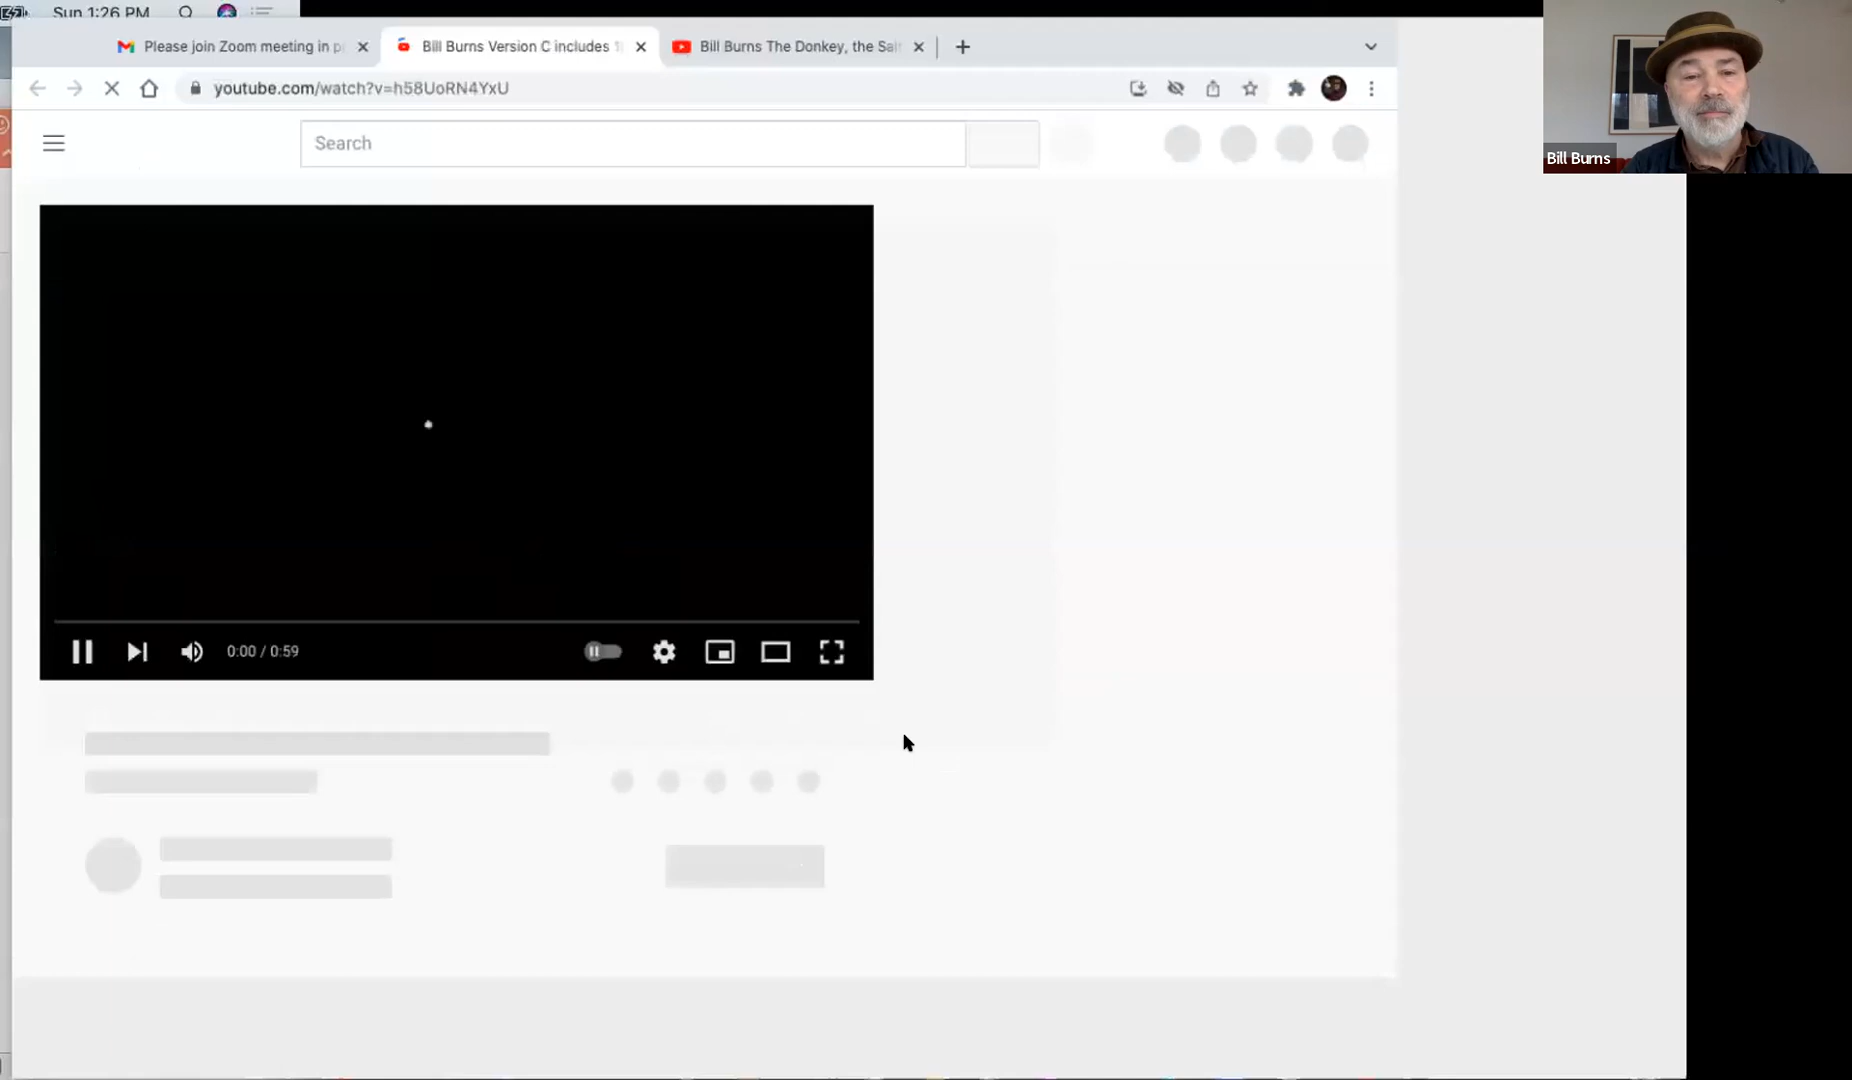 Sun 1:26 PM
Please join Zoom meeting in p
Bill Burns Version C includes 1
Bill Burns The Donkey, the Sal
youtube.com/watch?v=h58UoRN4YxU
Search
Bill Burns
0:00 / 0:59